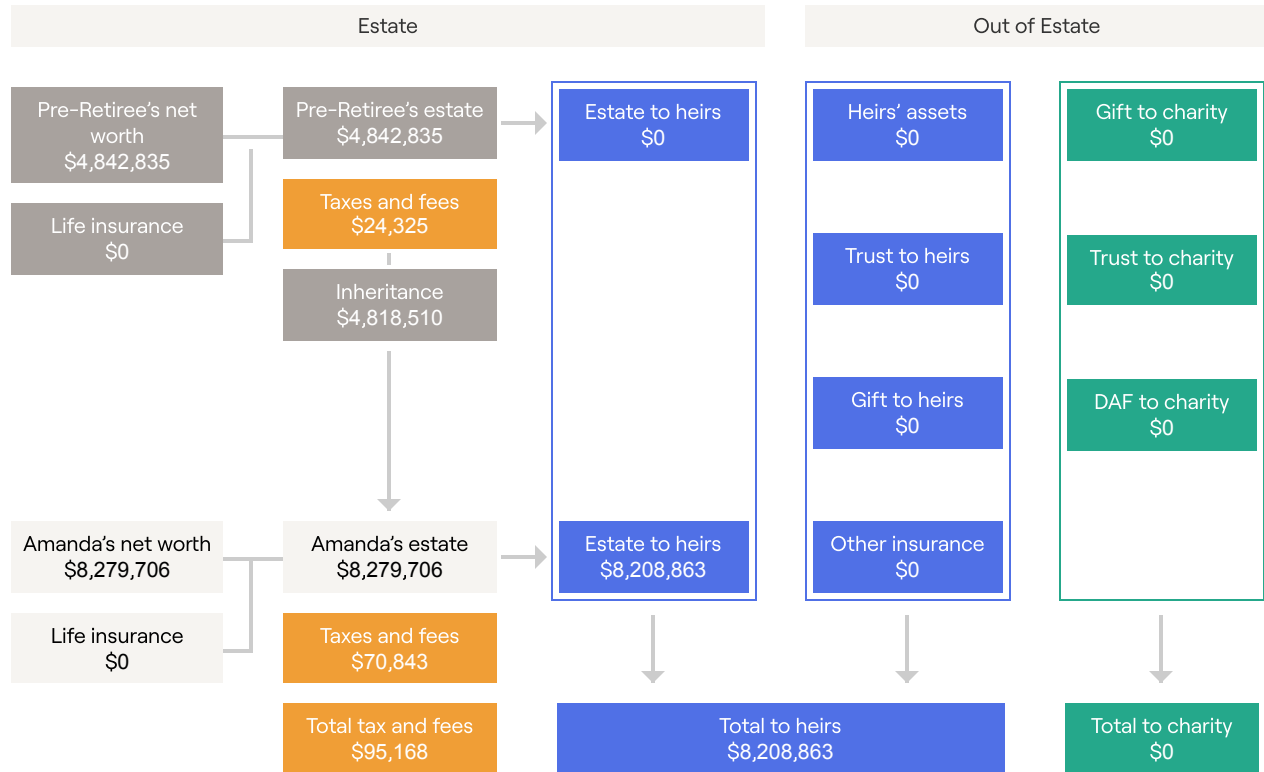 Estate
Out of Estate
Pre-Retiree’s net
worth
$4,842,835
Life insurance
$0
Pre-Retiree’s estate
$4,842,835
Taxes and fees
$24,325
Inheritance
$4,818,510
Estate to heirs
$0
Heirs’ assets
$0
Trust to heirs
$0
Gift to heirs
$0
Gift to charity
$0
Trust to charity
$0
DAF to charity
$0
Amanda’s net worth
$8,279,706
Life insurance
$0
Amanda’s estate
$8,279,706
Taxes and fees
$70,843
Estate to heirs
$8,208,863
Other insurance
$0
Total tax and fees
$95,168
Total to heirs
$8,208,863
Total to charity
$0